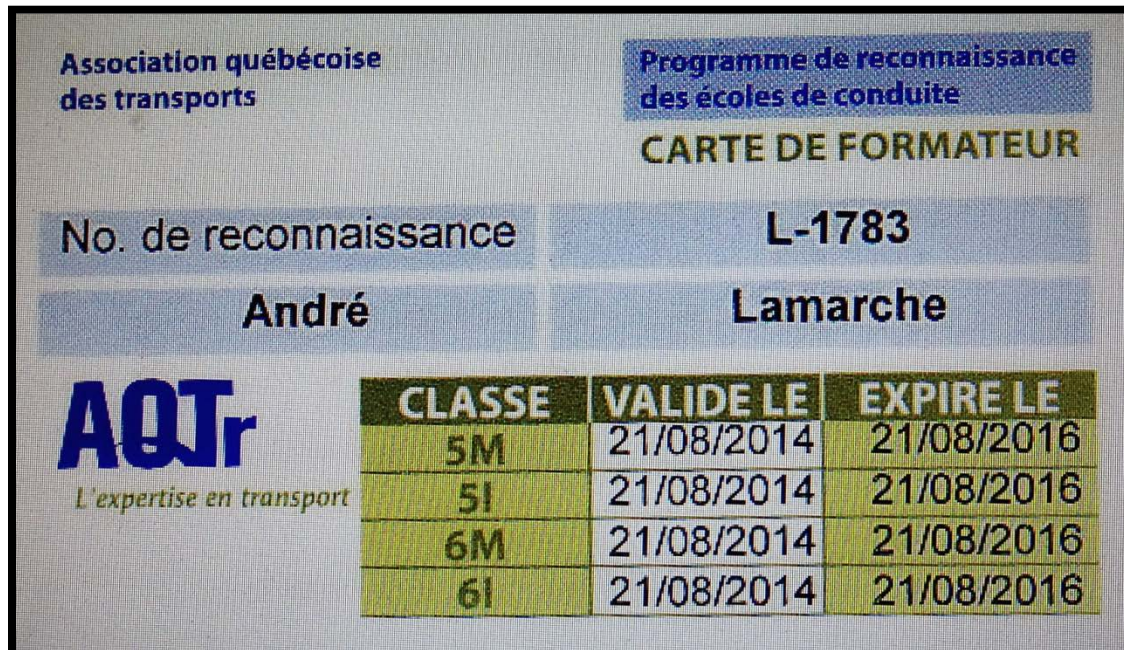 Association québécoise
des transports
Programme de reconnaissance
des écoles de conduite
CARTE DE FORMATEUR
No. de reconnaissance L-1783
André Lamarche
AQTr
L'expertise en transport
CLASSE VALIDE LE EXPIRE LE
5M 21/08/2014 21/08/2016
5I 21/08/2014 21/08/2016
6M 21/08/2014 21/08/2016
6I 21/08/2014 21/08/2016